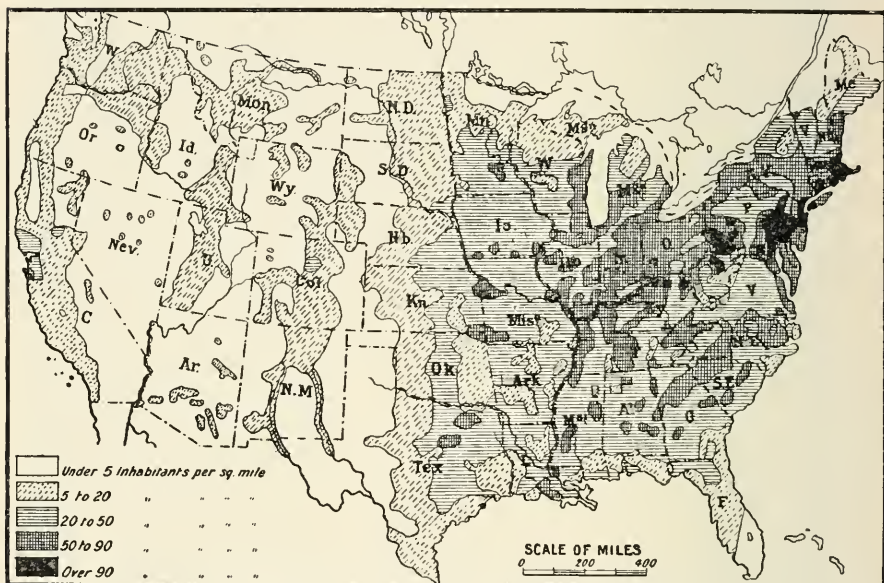 W
Mon.
N.D.
Mn
Me
Or
Id.
Wy.
S.D.
W
V
Nev.
U
Nb.
Io
P
C
Col
Kn
Mis°
O
V
Ar.
N.M
Ok
Ark
S.C
G
Tex
L
F
Under 5 Inhabitants per sq. mile
5 to 20 " " " "
20 to 50 " " " "
50 to 90 " " " "
Over 90 " " " "
SCALE OF MILES
0 200 400